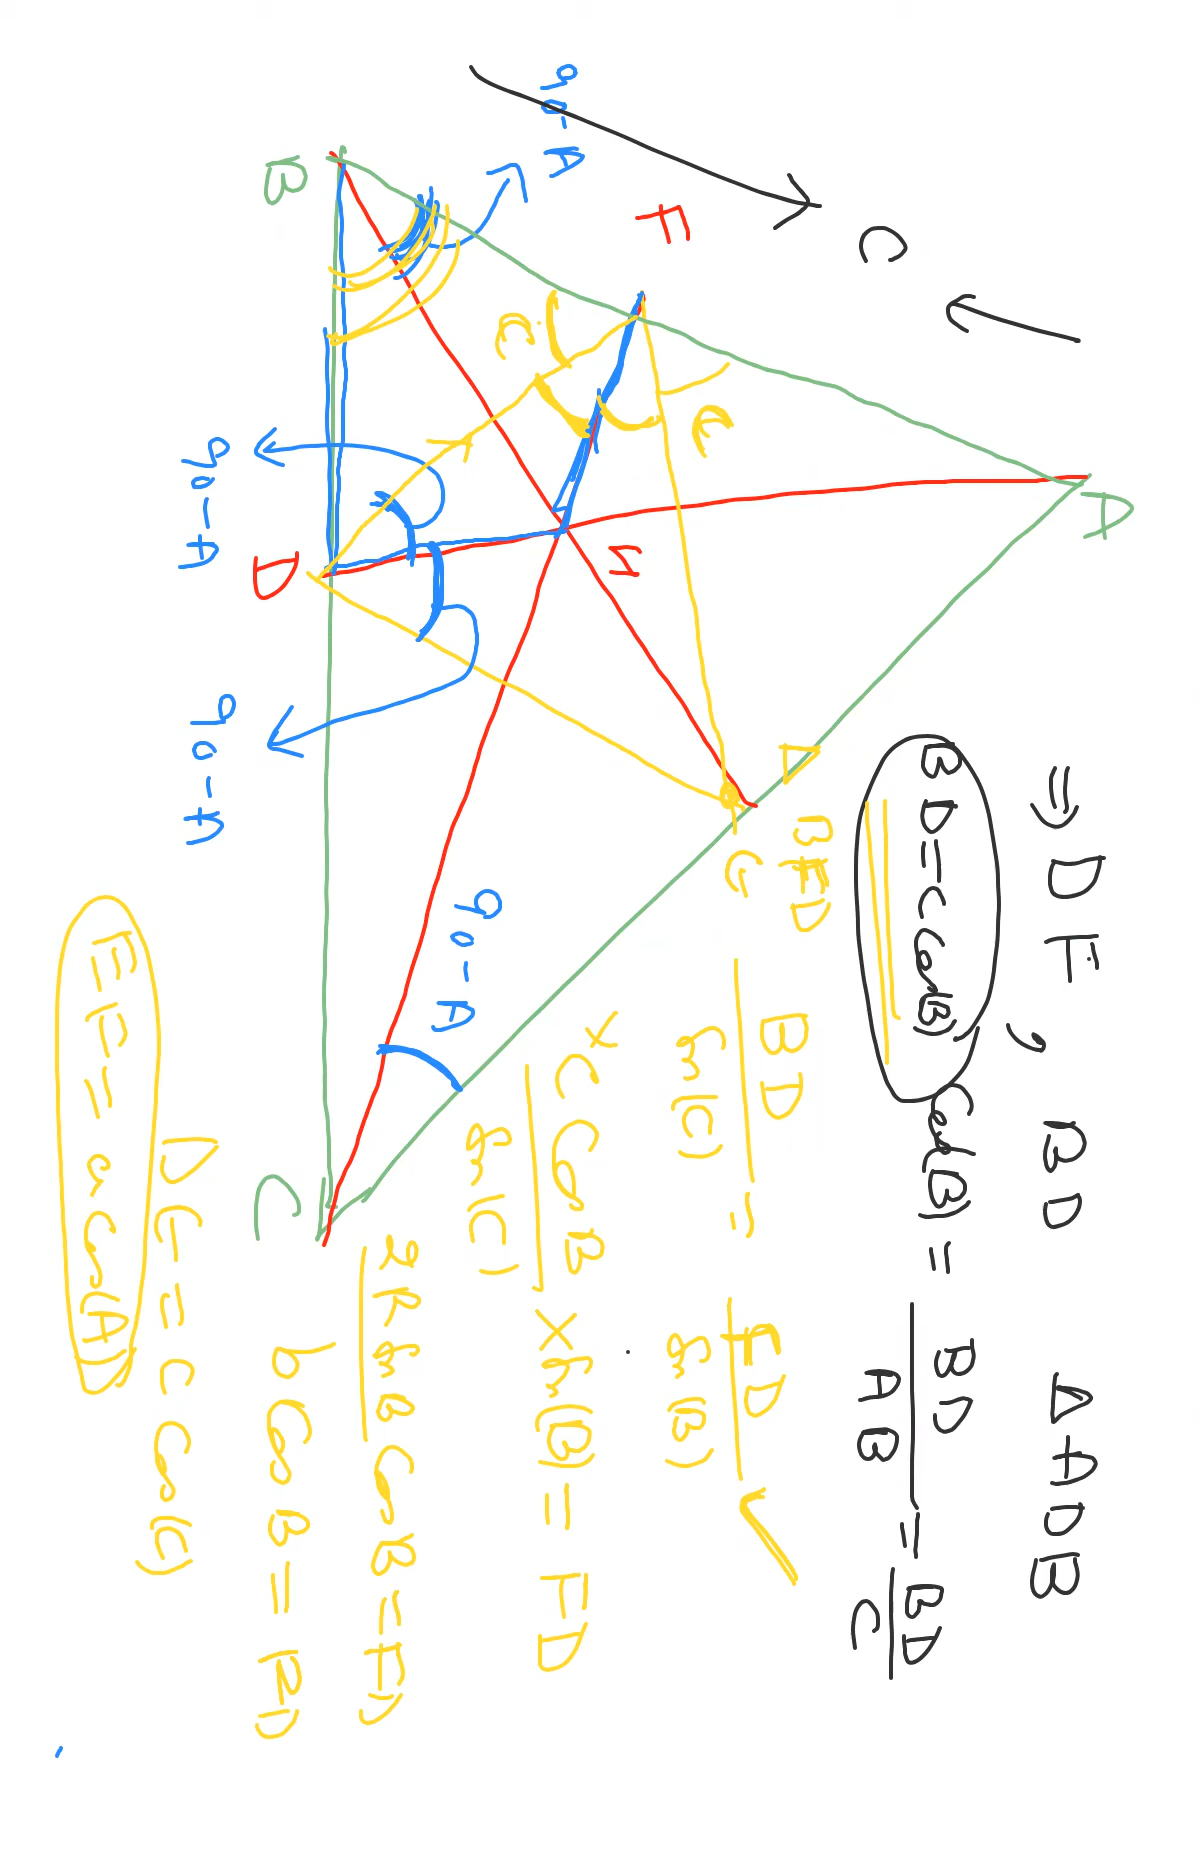 A
F
C
B
D
H
C
E
90-A
90-A
90-A
90-A
=) DF , BD Δ ADB
BD = c Cos(B) Cos(B) = BD/AB = BD/c
Δ BFD
BD/sin(C) = FD/sin(B)
c Cos B/sin(C) × sin(B) = FD
2R sin B Cos B = FD
b Cos B = FD
DE = c Cos(C)
EF = a Cos(A)